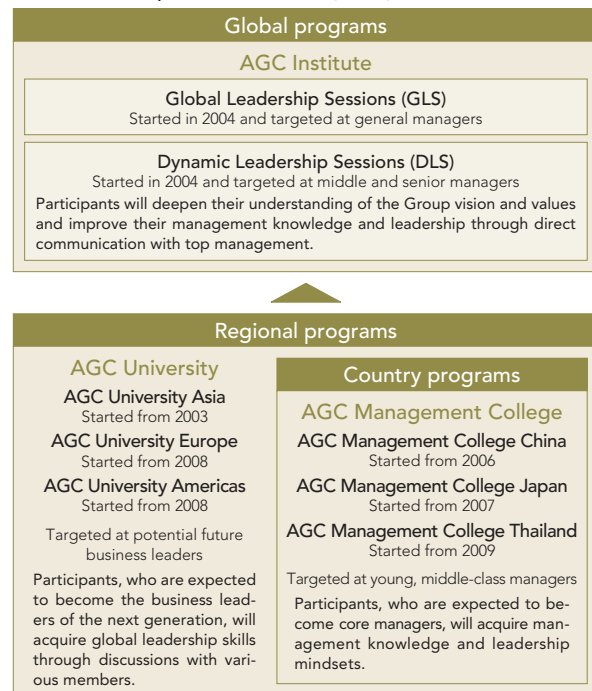 Global programs
AGC Institute
Global Leadership Sessions (GLS)
Started in 2004 and targeted at general managers
Dynamic Leadership Sessions (DLS)
Started in 2004 and targeted at middle and senior managers
Participants will deepen their understanding of the Group vision and values
and improve their management knowledge and leadership through direct
communication with top management.
Regional programs
AGC University
AGC University Asia
Started from 2003
AGC University Europe
Started from 2008
AGC University Americas
Started from 2008
Targeted at potential future
business leaders
Participants, who are expected
to become the business lead-
ers of the next generation, will
acquire global leadership skills
through discussions with vari-
ous members.
Country programs
AGC Management College
AGC Management College China
Started from 2006
AGC Management College Japan
Started from 2007
AGC Management College Thailand
Started from 2009
Targeted at young, middle-class managers
Participants, who are expected to be-
come core managers, will acquire man-
agement knowledge and leadership
mindsets.